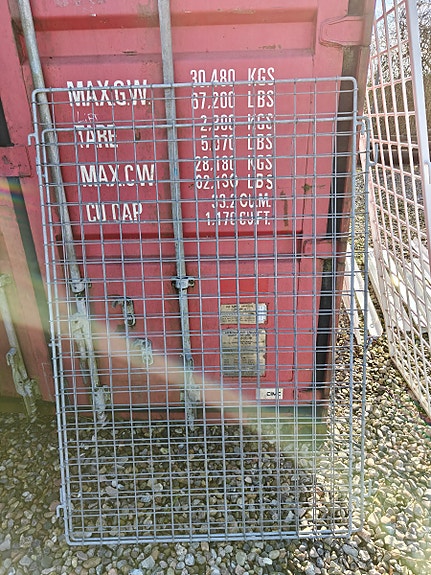 MAX.G.W. 30.480 KGS
67.200 LBS
TARE 2.300 KGS
5.070 LBS
MAX.C.W 28.180 KGS
62.130 LBS
CU.CAP 33.2 CU.M.
1.170 CU.FT.
CIMC